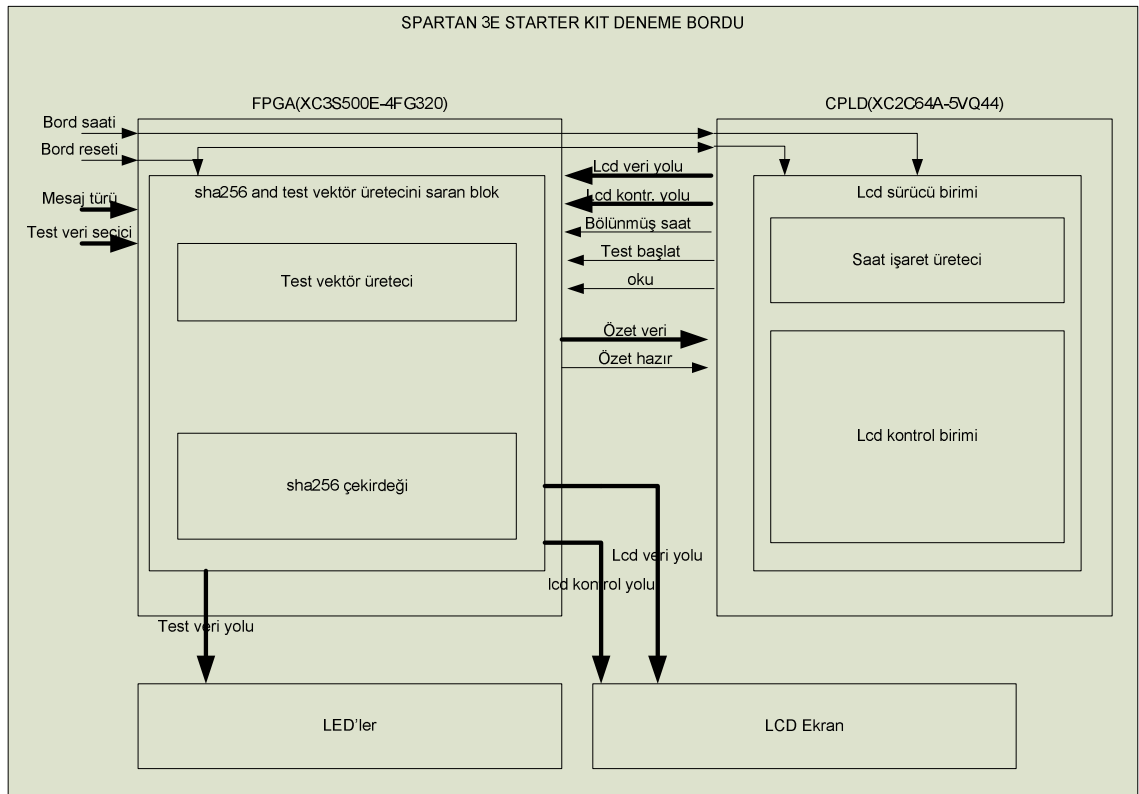 SPARTAN 3E STARTER KIT DENEME BORDU
FPGA(XC3S500E-4FG320)
CPLD(XC2C64A-5VQ44)
Bord saati
Bord reseti
Mesaj türü
Test veri seçici
sha256 and test vektör üretecini saran blok
Test vektör üreteci
sha256 çekirdeği
Lcd veri yolu
Lcd kontr. yolu
Bölünmüş saat
Test başlat
oku
Özet veri
Özet hazır
Lcd sürücü birimi
Saat işaret üreteci
Lcd kontrol birimi
Lcd veri yolu
lcd kontrol yolu
Test veri yolu
LED'ler
LCD Ekran